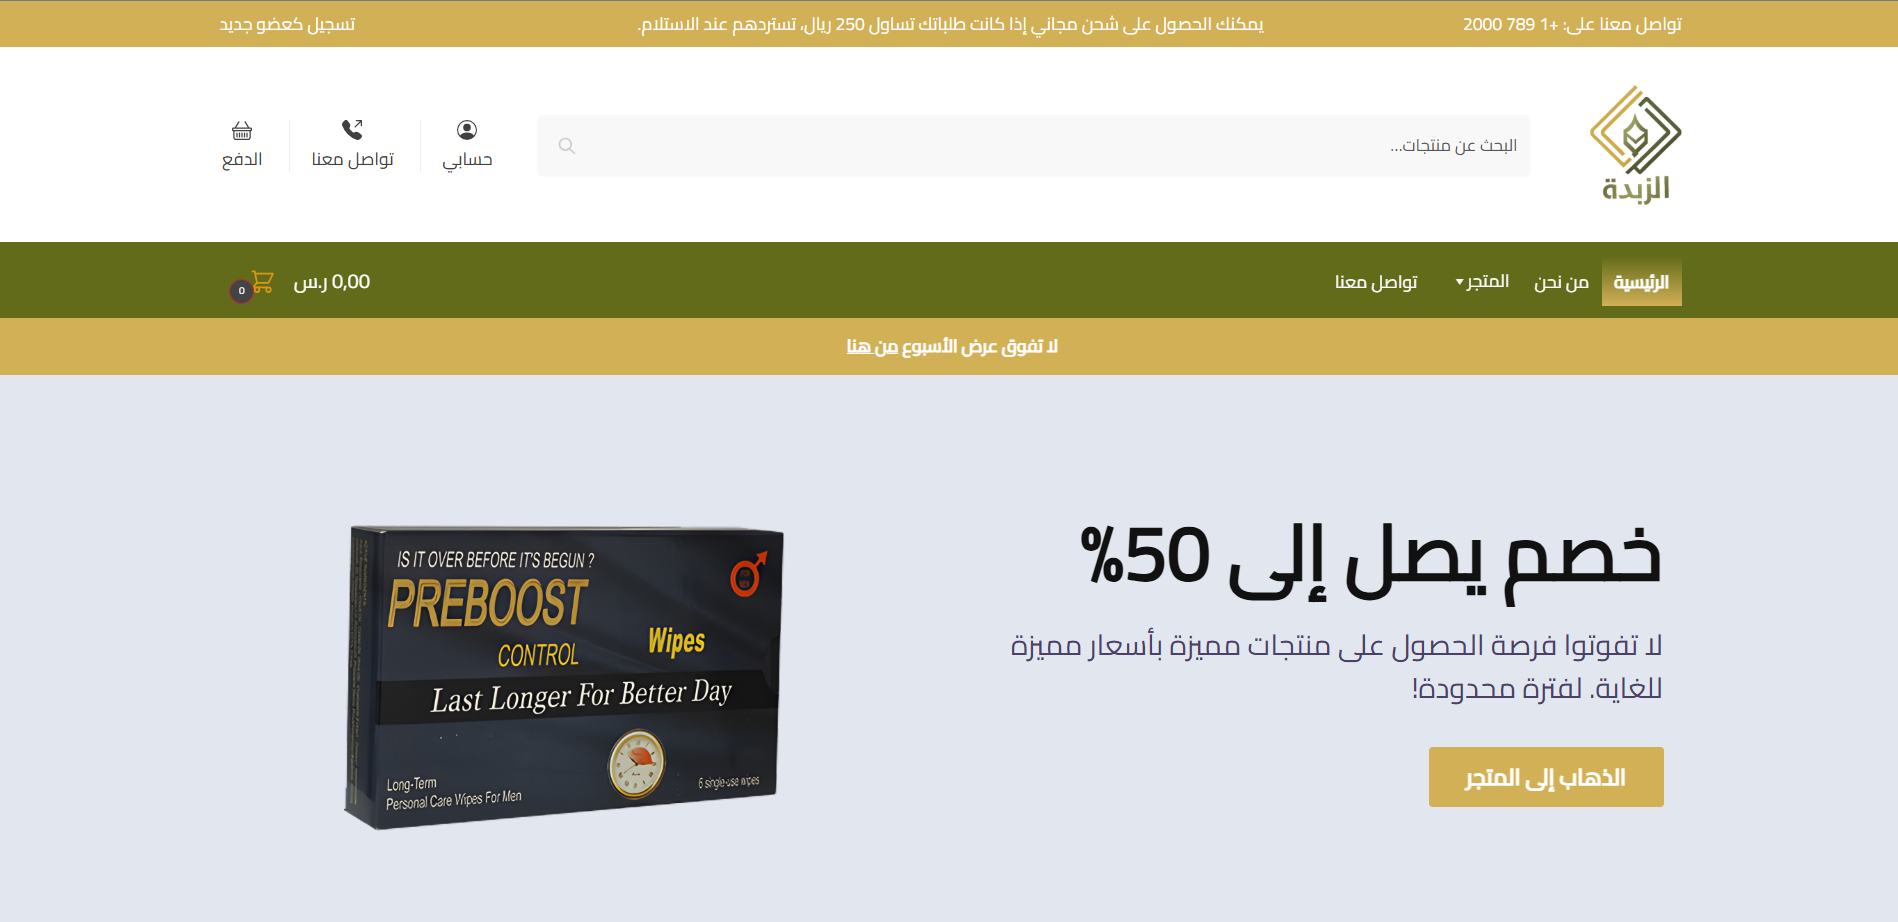 تواصل معنا على: +1 789 2000
يمكنك الحصول على شحن مجاني إذا كانت طلباتك تساول 250 ريال، تستردهم عند الاستلام.
تسجيل كعضو جديد
الزبدة
البحث عن منتجات...
حسابي
تواصل معنا
الدفع
الرئيسية
من نحن
المتجر
تواصل معنا
0,00 ر.س
0
لا تفوق عرض الأسبوع من هنا
خصم يصل إلى 50%
لا تفوتوا فرصة الحصول على منتجات مميزة بأسعار مميزة
للغاية. لفترة محدودة!
الذهاب إلى المتجر
IS IT OVER BEFORE IT'S BEGUN ?
PREBOOST
CONTROL
Wipes
Last Longer For Better Day
Long-Term
Personal Care Wipes For Men
6 single-use wipes